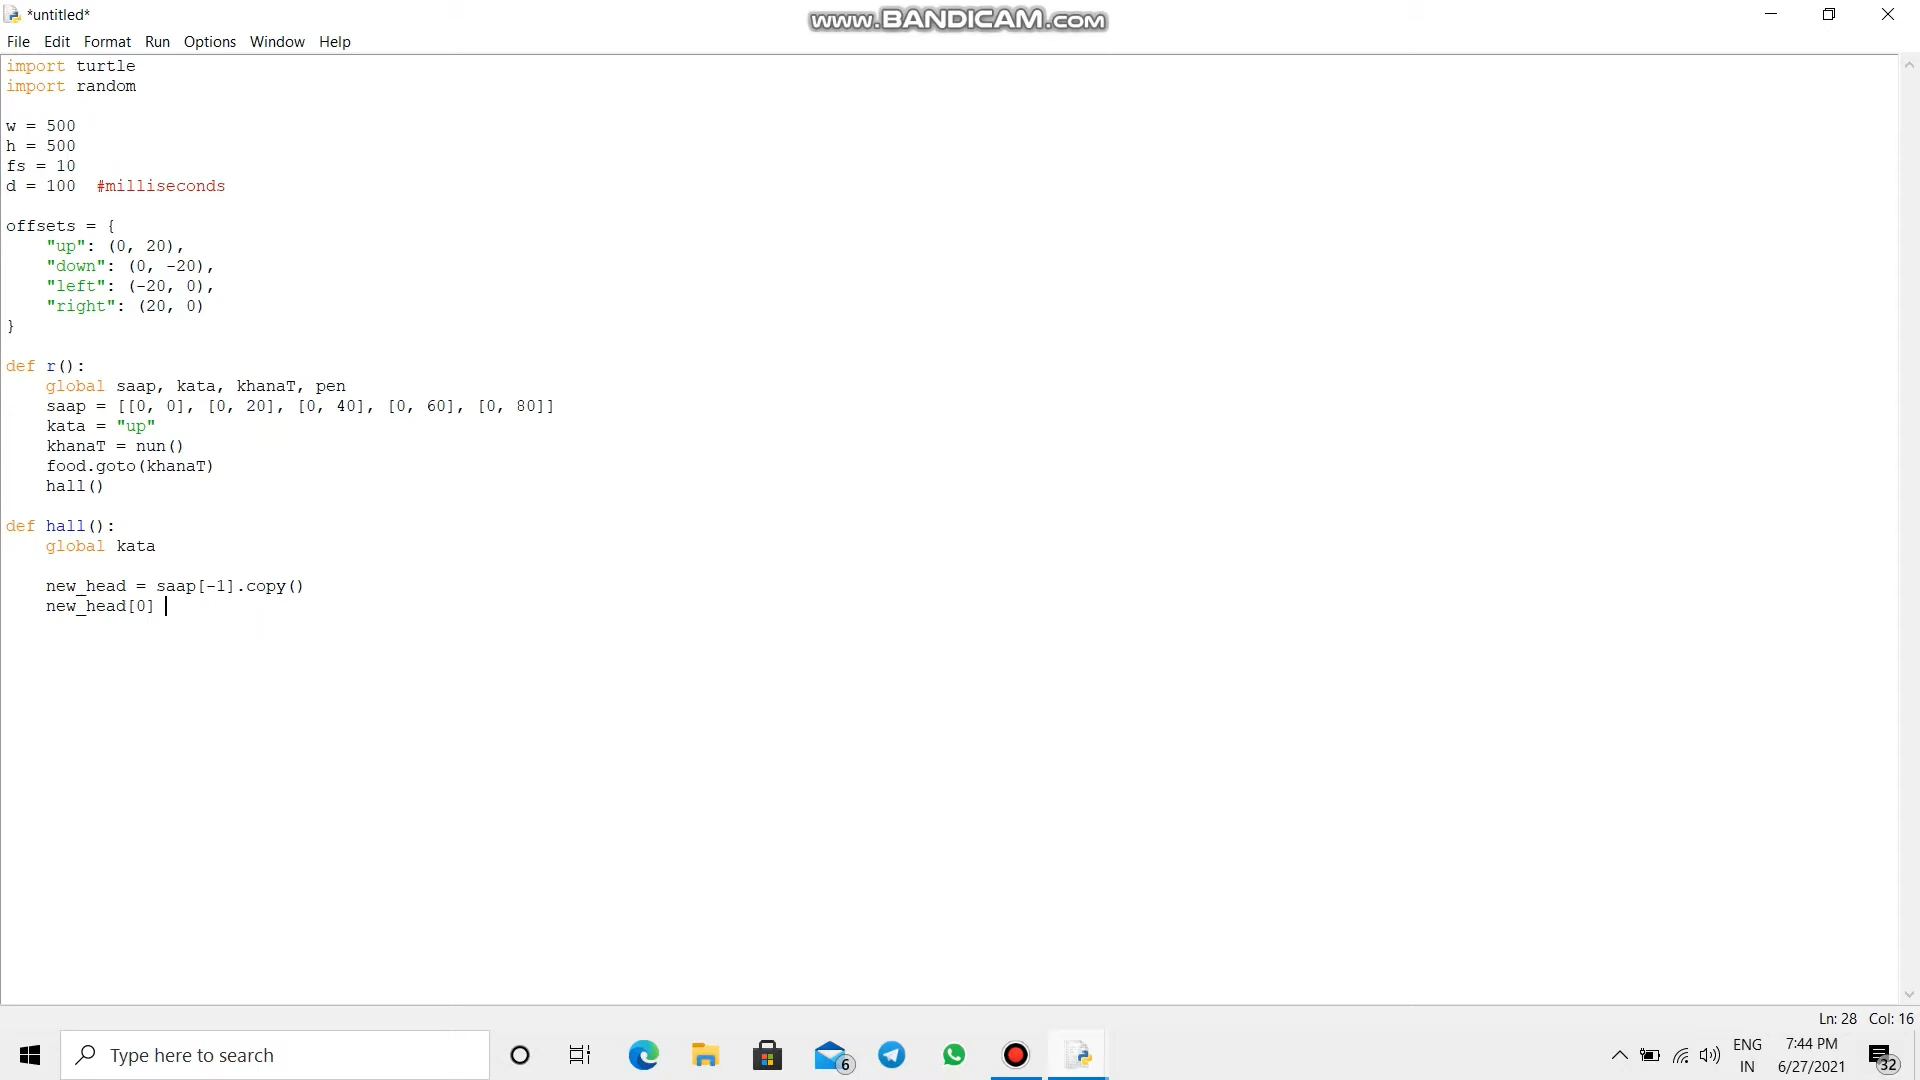 *untitled*
www.BANDICAM.com
File Edit Format Run Options Window Help
import turtle
import random
w = 500
h = 500
fs = 10
d = 100  #milliseconds
offsets = {
    "up": (0, 20),
    "down": (0, -20),
    "left": (-20, 0),
    "right": (20, 0)
}
def r():
    global saap, kata, khanaT, pen
    saap = [[0, 0], [0, 20], [0, 40], [0, 60], [0, 80]]
    kata = "up"
    khanaT = nun()
    food.goto(khanaT)
    hall()
def hall():
    global kata
    new_head = saap[-1].copy()
    new_head[0]
Ln: 28 Col: 16
Type here to search
6
ENG
IN
7:44 PM
6/27/2021
32